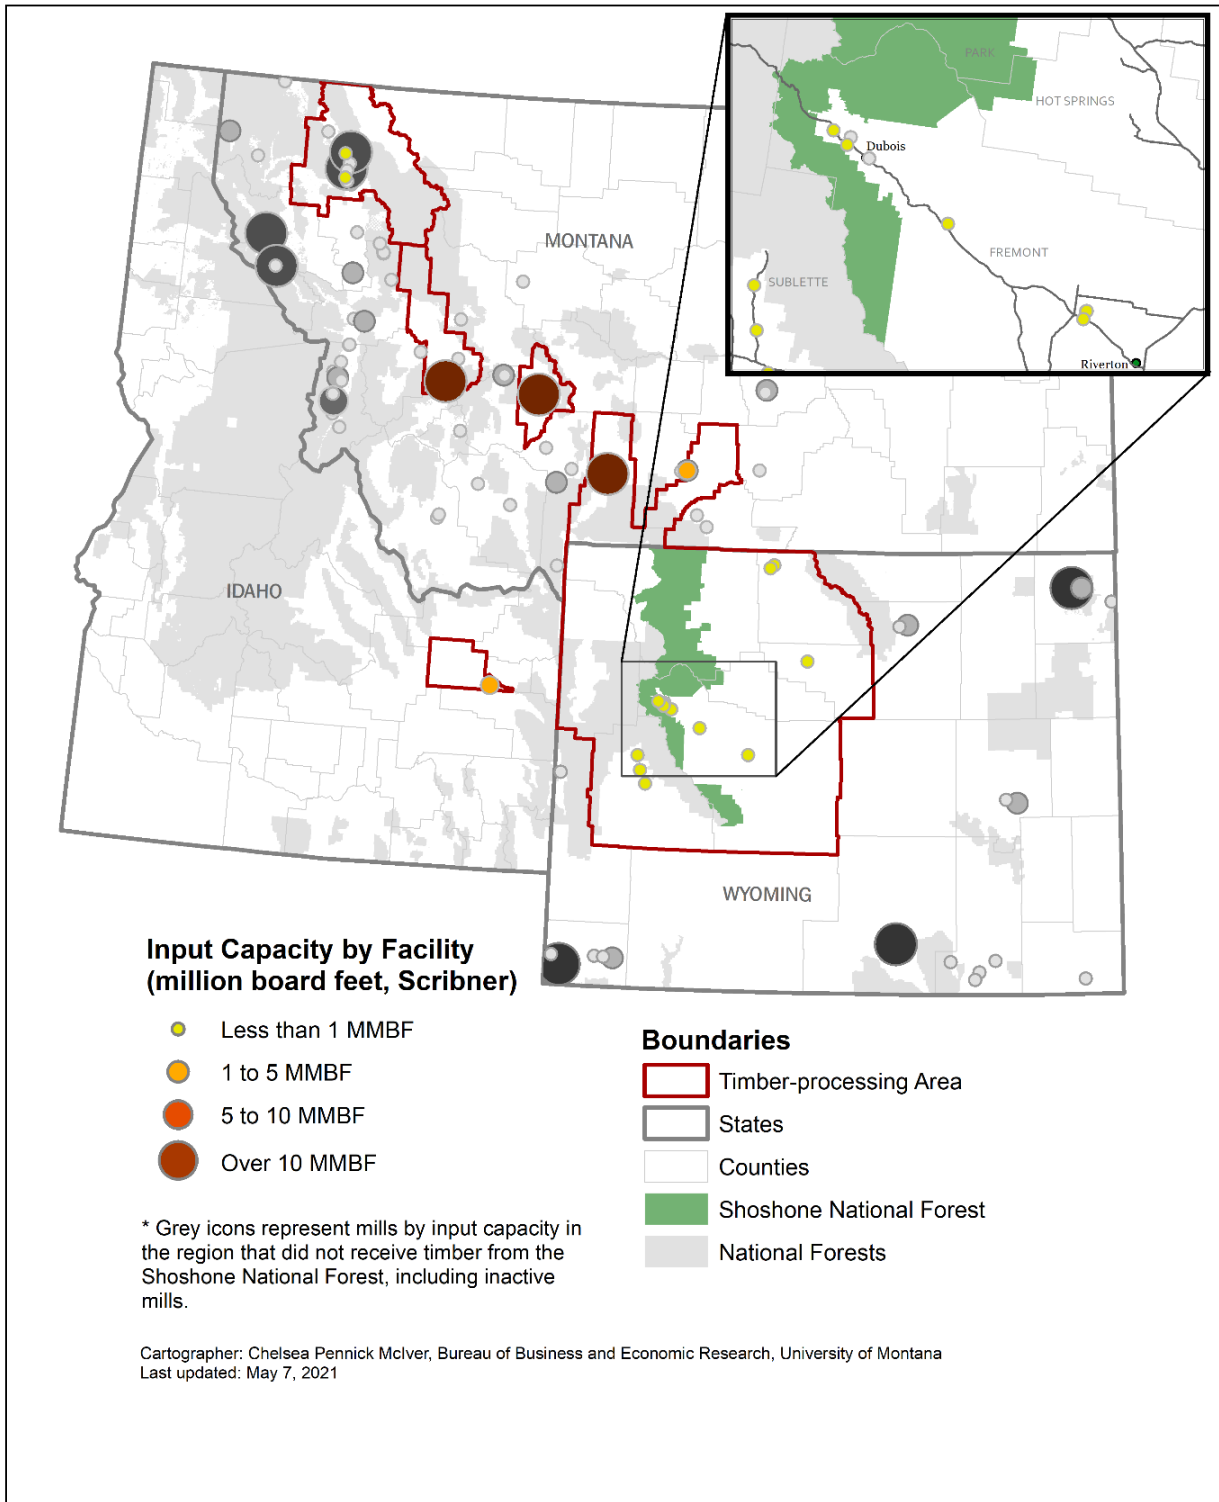 PARK
HOT SPRINGS
Dubois
FREMONT
SUBLETTE
Riverton
MONTANA
IDAHO
WYOMING
Input Capacity by Facility
(million board feet, Scribner)
Less than 1 MMBF
1 to 5 MMBF
5 to 10 MMBF
Over 10 MMBF
* Grey icons represent mills by input capacity in
the region that did not receive timber from the
Shoshone National Forest, including inactive
mills.
Boundaries
Timber-processing Area
States
Counties
Shoshone National Forest
National Forests
Cartographer: Chelsea Pennick McIver, Bureau of Business and Economic Research, University of Montana
Last updated: May 7, 2021